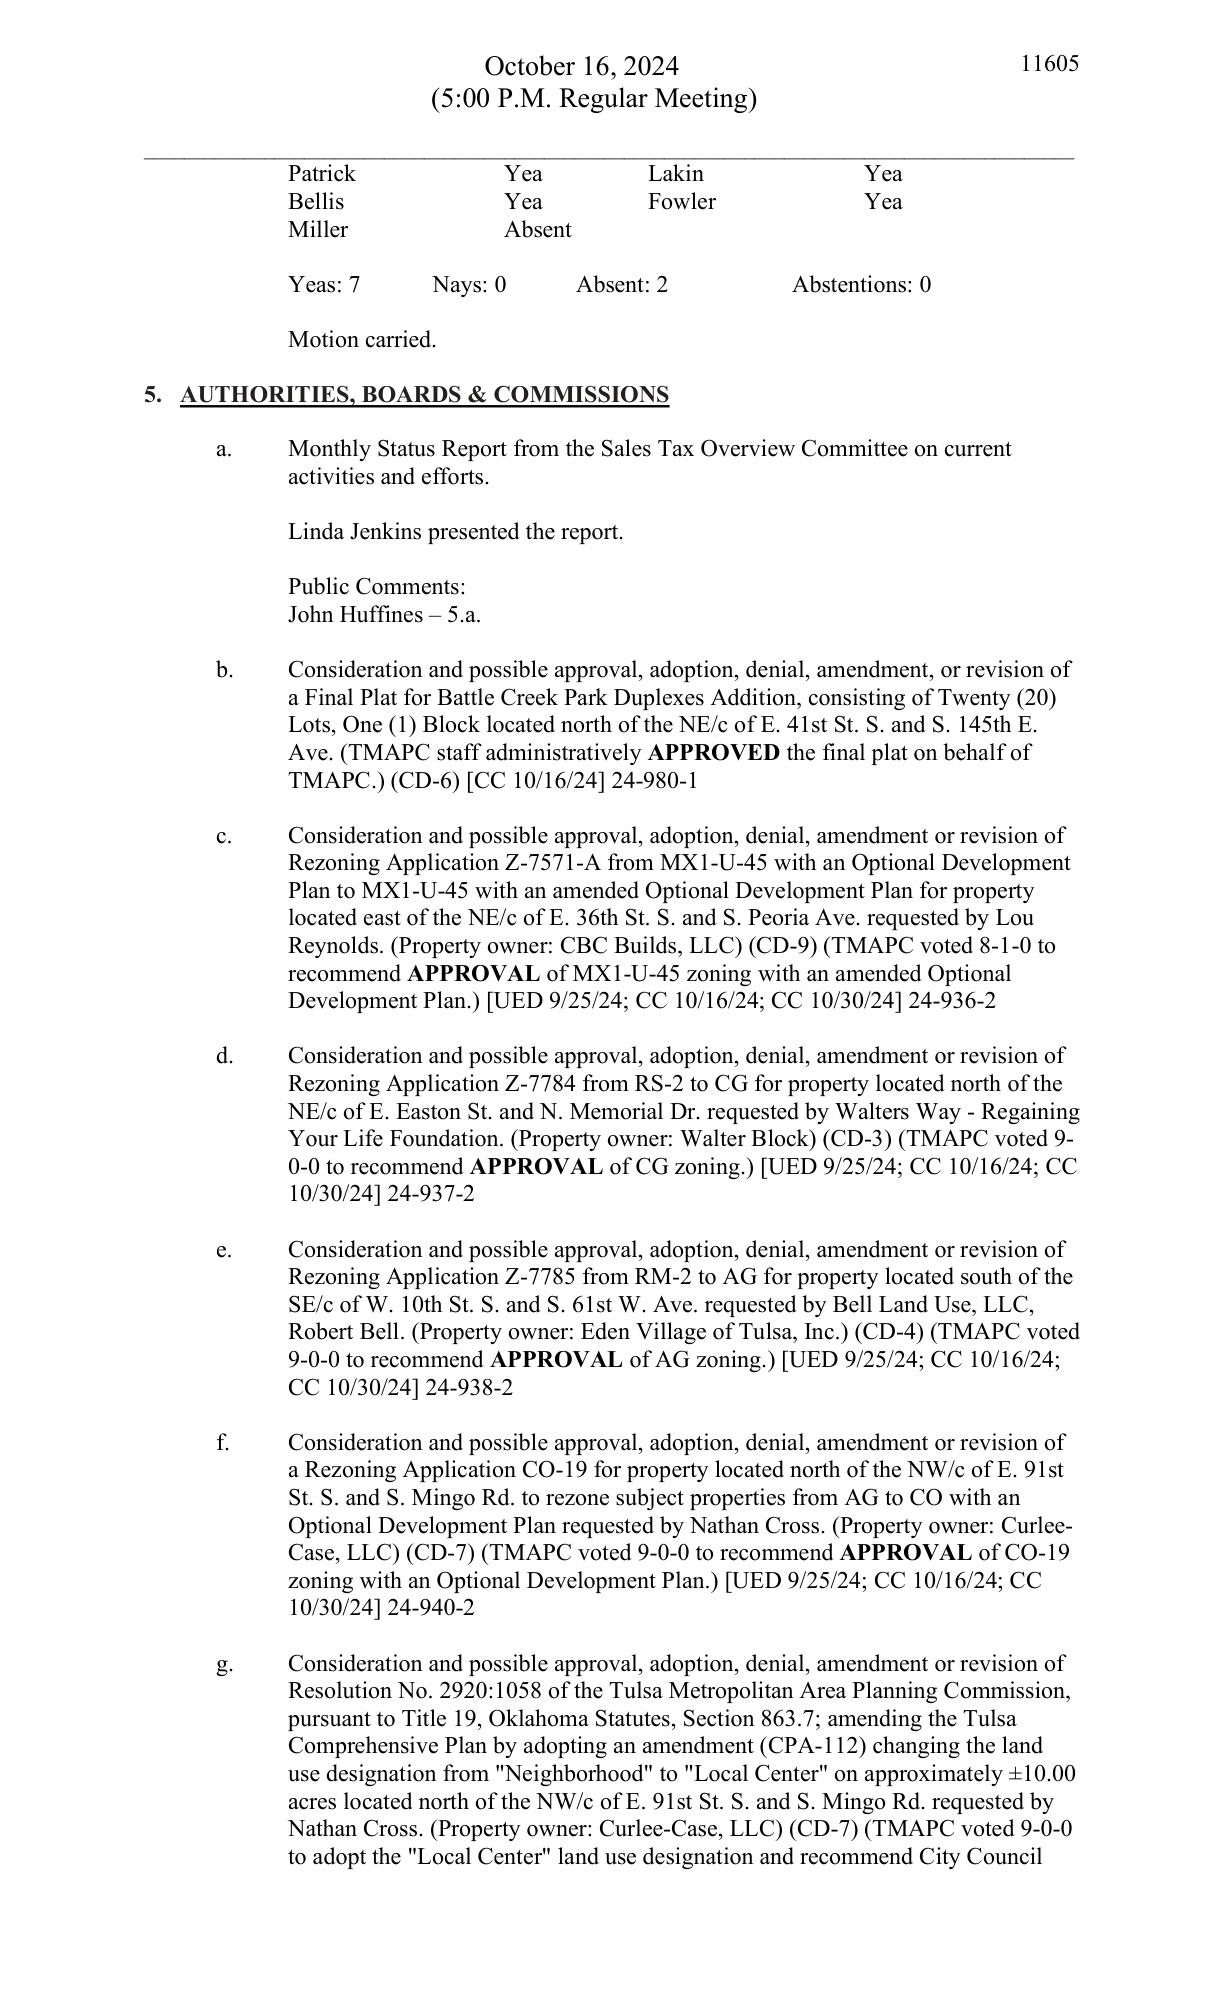 October 16, 2024 11605
(5:00 P.M. Regular Meeting)
Patrick Yea Lakin Yea
Bellis Yea Fowler Yea
Miller Absent
Yeas: 7 Nays: 0 Absent: 2 Abstentions: 0
Motion carried.
5. AUTHORITIES, BOARDS & COMMISSIONS
a. Monthly Status Report from the Sales Tax Overview Committee on current
activities and efforts.
Linda Jenkins presented the report.
Public Comments:
John Huffines – 5.a.
b. Consideration and possible approval, adoption, denial, amendment, or revision of
a Final Plat for Battle Creek Park Duplexes Addition, consisting of Twenty (20)
Lots, One (1) Block located north of the NE/c of E. 41st St. S. and S. 145th E.
Ave. (TMAPC staff administratively APPROVED the final plat on behalf of
TMAPC.) (CD-6) [CC 10/16/24] 24-980-1
c. Consideration and possible approval, adoption, denial, amendment or revision of
Rezoning Application Z-7571-A from MX1-U-45 with an Optional Development
Plan to MX1-U-45 with an amended Optional Development Plan for property
located east of the NE/c of E. 36th St. S. and S. Peoria Ave. requested by Lou
Reynolds. (Property owner: CBC Builds, LLC) (CD-9) (TMAPC voted 8-1-0 to
recommend APPROVAL of MX1-U-45 zoning with an amended Optional
Development Plan.) [UED 9/25/24; CC 10/16/24; CC 10/30/24] 24-936-2
d. Consideration and possible approval, adoption, denial, amendment or revision of
Rezoning Application Z-7784 from RS-2 to CG for property located north of the
NE/c of E. Easton St. and N. Memorial Dr. requested by Walters Way - Regaining
Your Life Foundation. (Property owner: Walter Block) (CD-3) (TMAPC voted 9-
0-0 to recommend APPROVAL of CG zoning.) [UED 9/25/24; CC 10/16/24; CC
10/30/24] 24-937-2
e. Consideration and possible approval, adoption, denial, amendment or revision of
Rezoning Application Z-7785 from RM-2 to AG for property located south of the
SE/c of W. 10th St. S. and S. 61st W. Ave. requested by Bell Land Use, LLC,
Robert Bell. (Property owner: Eden Village of Tulsa, Inc.) (CD-4) (TMAPC voted
9-0-0 to recommend APPROVAL of AG zoning.) [UED 9/25/24; CC 10/16/24;
CC 10/30/24] 24-938-2
f. Consideration and possible approval, adoption, denial, amendment or revision of
a Rezoning Application CO-19 for property located north of the NW/c of E. 91st
St. S. and S. Mingo Rd. to rezone subject properties from AG to CO with an
Optional Development Plan requested by Nathan Cross. (Property owner: Curlee-
Case, LLC) (CD-7) (TMAPC voted 9-0-0 to recommend APPROVAL of CO-19
zoning with an Optional Development Plan.) [UED 9/25/24; CC 10/16/24; CC
10/30/24] 24-940-2
g. Consideration and possible approval, adoption, denial, amendment or revision of
Resolution No. 2920:1058 of the Tulsa Metropolitan Area Planning Commission,
pursuant to Title 19, Oklahoma Statutes, Section 863.7; amending the Tulsa
Comprehensive Plan by adopting an amendment (CPA-112) changing the land
use designation from "Neighborhood" to "Local Center" on approximately ±10.00
acres located north of the NW/c of E. 91st St. S. and S. Mingo Rd. requested by
Nathan Cross. (Property owner: Curlee-Case, LLC) (CD-7) (TMAPC voted 9-0-0
to adopt the "Local Center" land use designation and recommend City Council